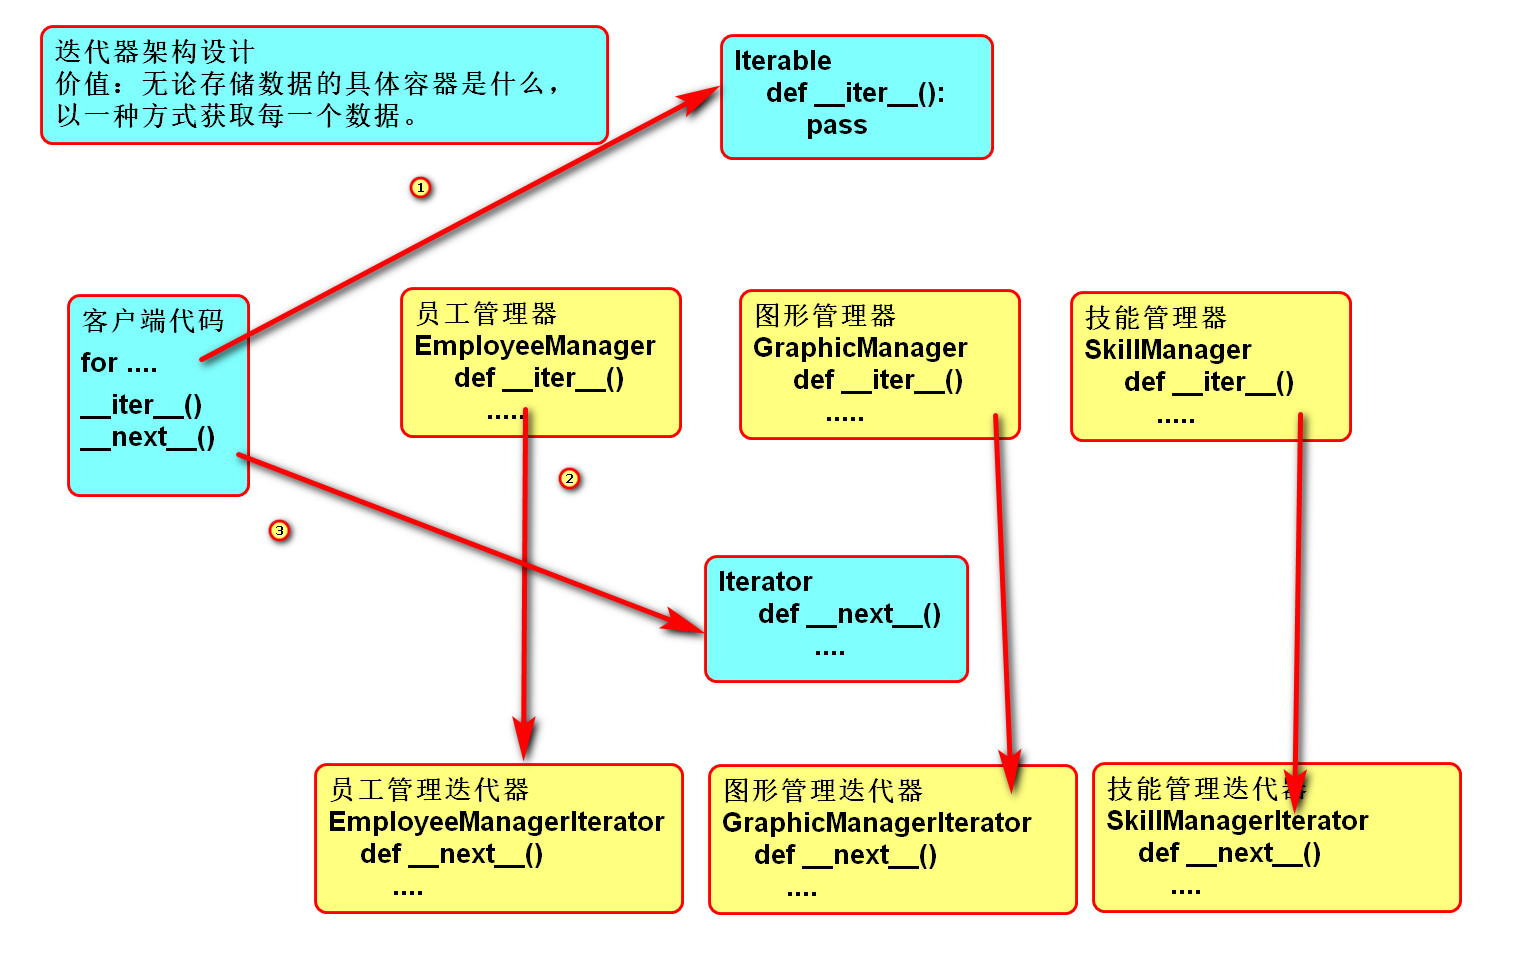 迭代器架构设计
价值：无论存储数据的具体容器是什么，
以一种方式获取每一个数据。
Iterable
def __iter__():
pass
1
客户端代码
for ....
__iter__()
__next__()
员工管理器
EmployeeManager
def __iter__()
.....
图形管理器
GraphicManager
def __iter__()
.....
技能管理器
SkillManager
def __iter__()
.....
2
3
Iterator
def __next__()
....
员工管理迭代器
EmployeeManagerIterator
def __next__()
....
图形管理迭代器
GraphicManagerIterator
def __next__()
....
技能管理迭代器
SkillManagerIterator
def __next__()
....